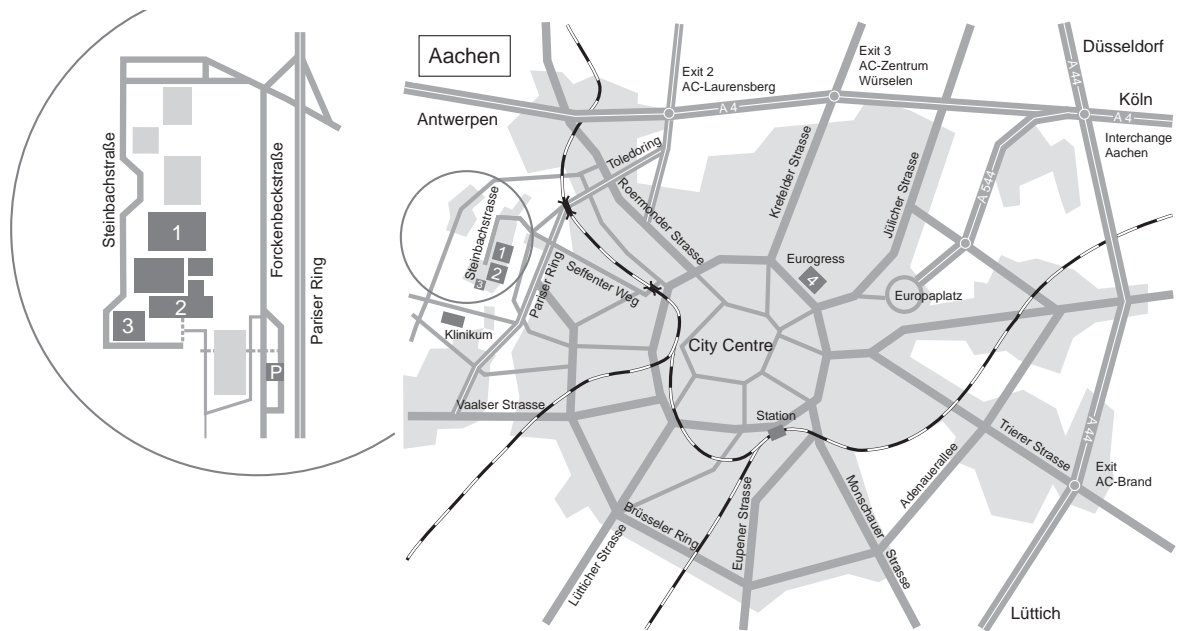 Steinbachstraße
Forckenbeckstraße
Pariser Ring
1
2
3
P
Aachen
Antwerpen
Exit 2
AC-Laurensberg
A 4
Exit 3
AC-Zentrum
Würselen
Düsseldorf
A 44
Köln
A 4
Interchange
Aachen
A 544
Toledoring
Roermonder Strasse
Krefelder Strasse
Jülicher Strasse
Steinbachstrasse
1
2
3
Seffenter Weg
Pariser Ring
Klinikum
Eurogress
4
Europaplatz
City Centre
Vaalser Strasse
Station
Trierer Strasse
A 44
Adenauerallee
Monschauer Strasse
Exit
AC-Brand
Brüsseler Ring
Eupener Strasse
Lütticher Strasse
Lüttich